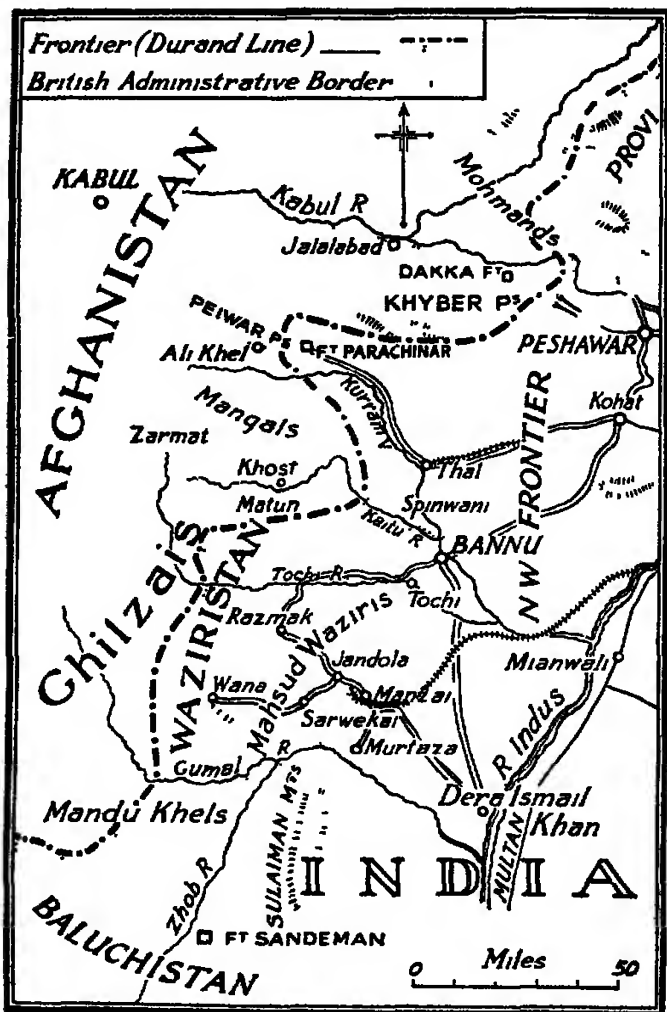 Frontier (Durand Line)
British Administrative Border
AFGHANISTAN
KABUL
Kabul R
Jalalabad
Mohmands
PROVI
DAKKA FT
KHYBER PS
PEIWAR PS
FT PARACHINAR
Ali Khel
PESHAWAR
Kurram V
Kohat
Mangals
Zarmat
Khost
Matun
Thal
Spinwani
Kaitu R
NW FRONTIER
BANNU
Ghilzais
WAZIRISTAN
Tochi R
Tochi
Razmak
Mahsud Waziris
Mianwali
Wana
Jandola
Manzai
Sarwekai
Murtaza
R Indus
Gumal R
Mandu Khels
Dera Ismail
Khan
SULAIMAN MTS
MULTAN
INDIA
Zhob R
FT SANDEMAN
BALUCHISTAN
Miles
0 50